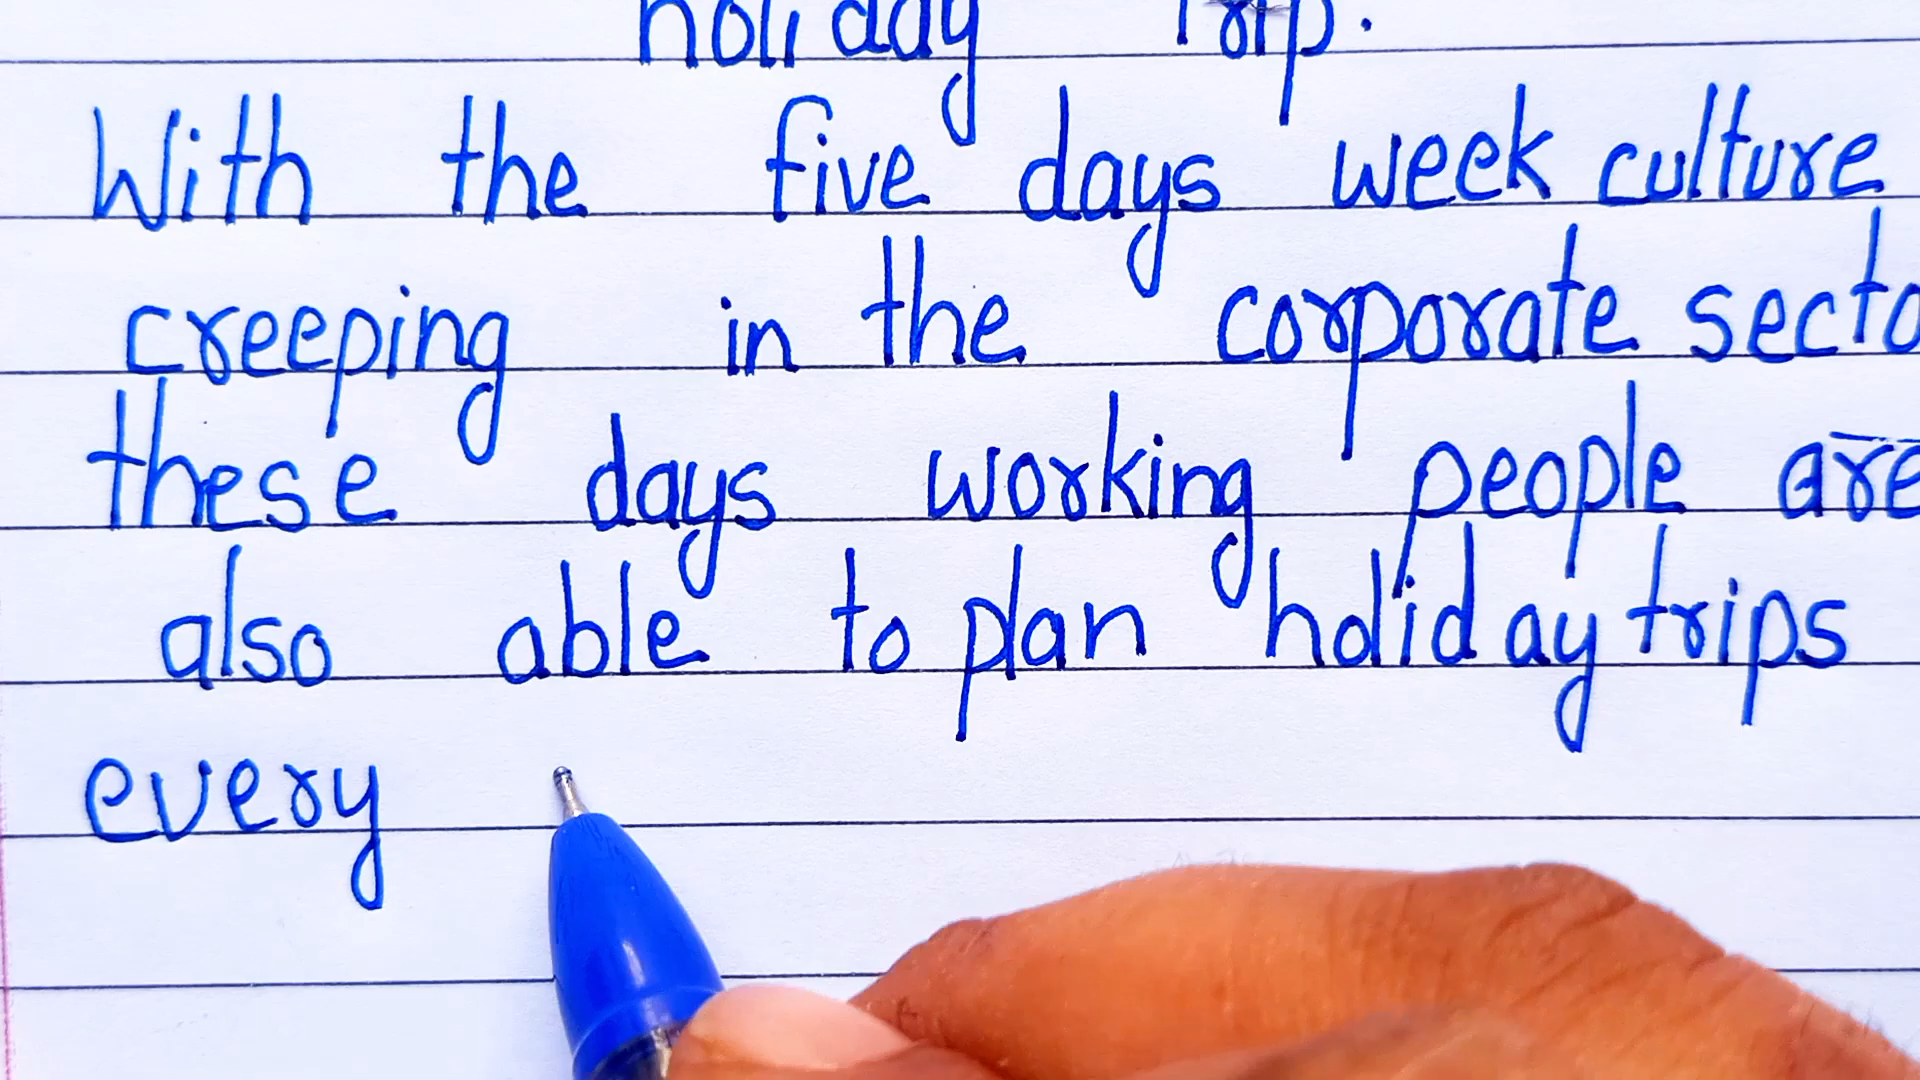 holiday trip.
With the five days week culture
creeping in the corporate secto
these days working people are
also able to plan holiday trips
every